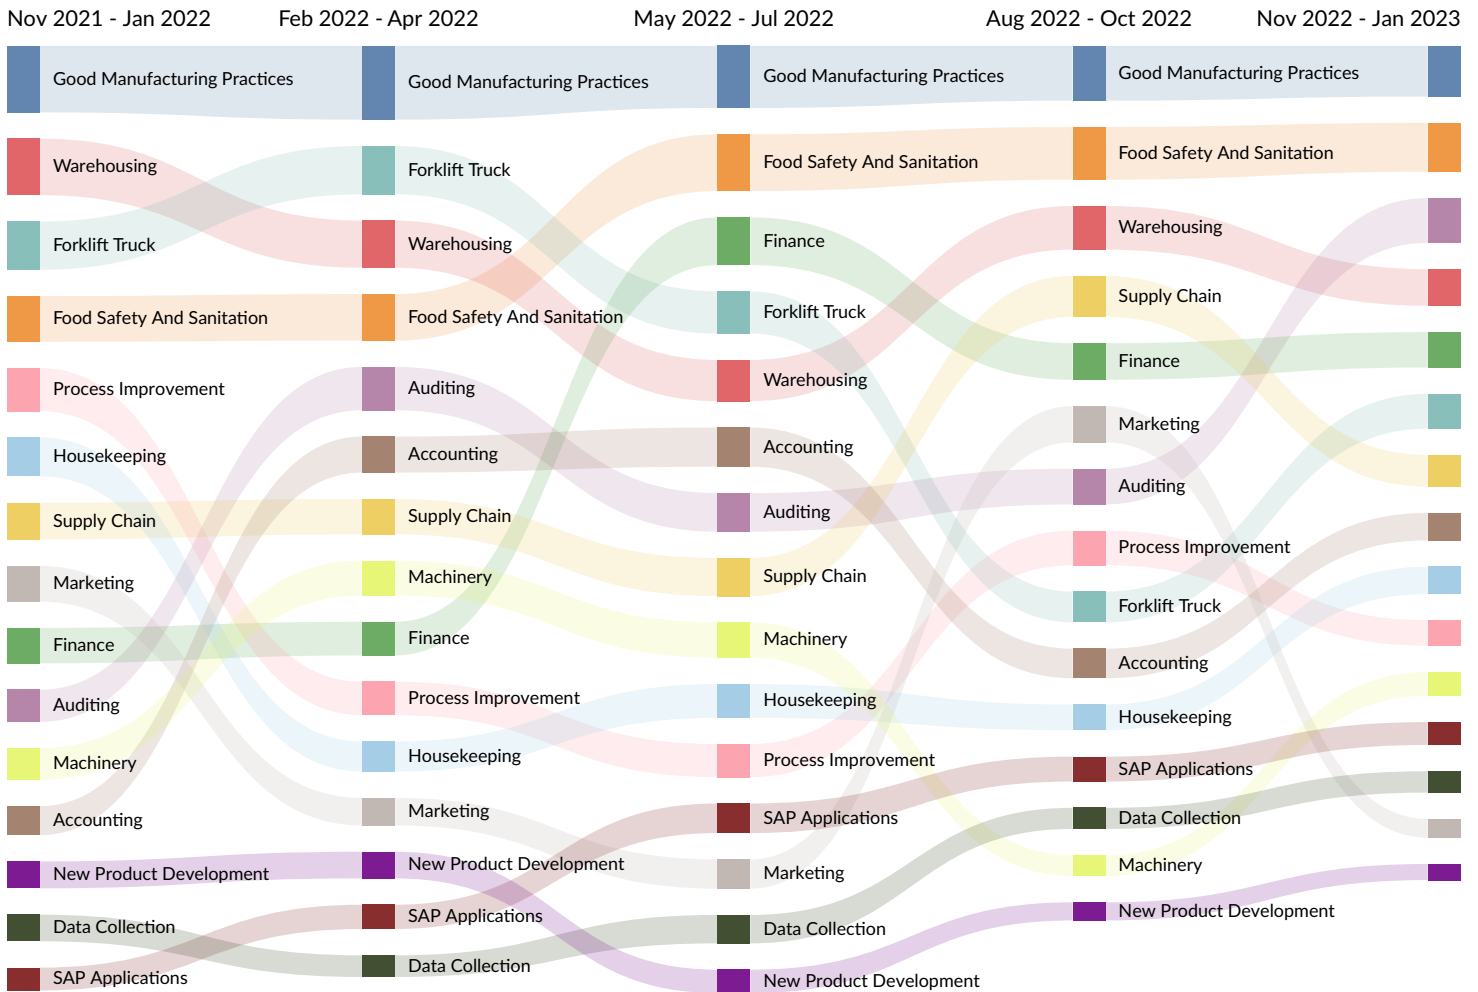 Nov 2021 - Jan 2022
Feb 2022 - Apr 2022
May 2022 - Jul 2022
Aug 2022 - Oct 2022
Nov 2022 - Jan 2023
Good Manufacturing Practices
Warehousing
Forklift Truck
Food Safety And Sanitation
Process Improvement
Housekeeping
Supply Chain
Marketing
Finance
Auditing
Machinery
Accounting
New Product Development
Data Collection
SAP Applications
Good Manufacturing Practices
Forklift Truck
Warehousing
Food Safety And Sanitation
Auditing
Accounting
Supply Chain
Machinery
Finance
Process Improvement
Housekeeping
Marketing
New Product Development
SAP Applications
Data Collection
Good Manufacturing Practices
Food Safety And Sanitation
Finance
Forklift Truck
Warehousing
Accounting
Auditing
Supply Chain
Machinery
Housekeeping
Process Improvement
SAP Applications
Marketing
Data Collection
New Product Development
Good Manufacturing Practices
Food Safety And Sanitation
Warehousing
Supply Chain
Finance
Marketing
Auditing
Process Improvement
Forklift Truck
Accounting
Housekeeping
SAP Applications
Data Collection
Machinery
New Product Development